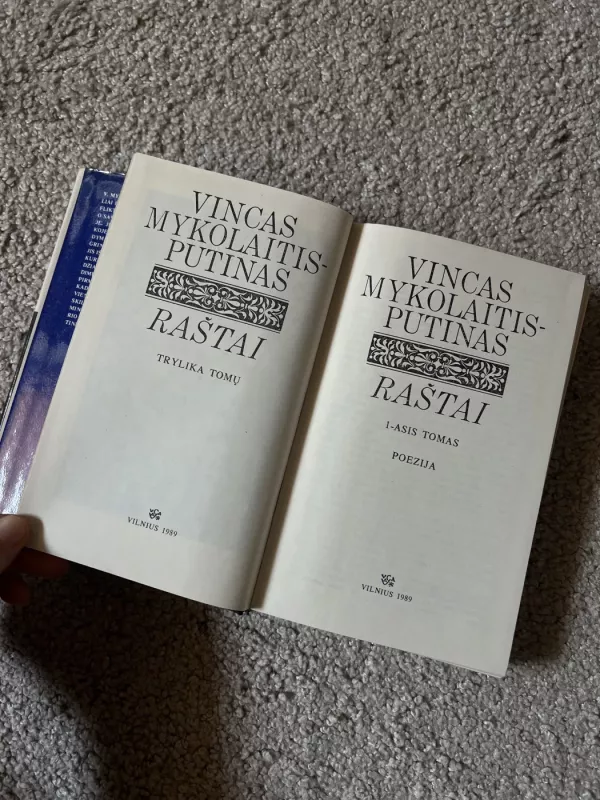 VINCAS
MYKOLAITIS-
PUTINAS
RAŠTAI
TRYLIKA TOMŲ
VILNIUS 1989
VINCAS
MYKOLAITIS-
PUTINAS
RAŠTAI
1-ASIS TOMAS
POEZIJA
VILNIUS 1989